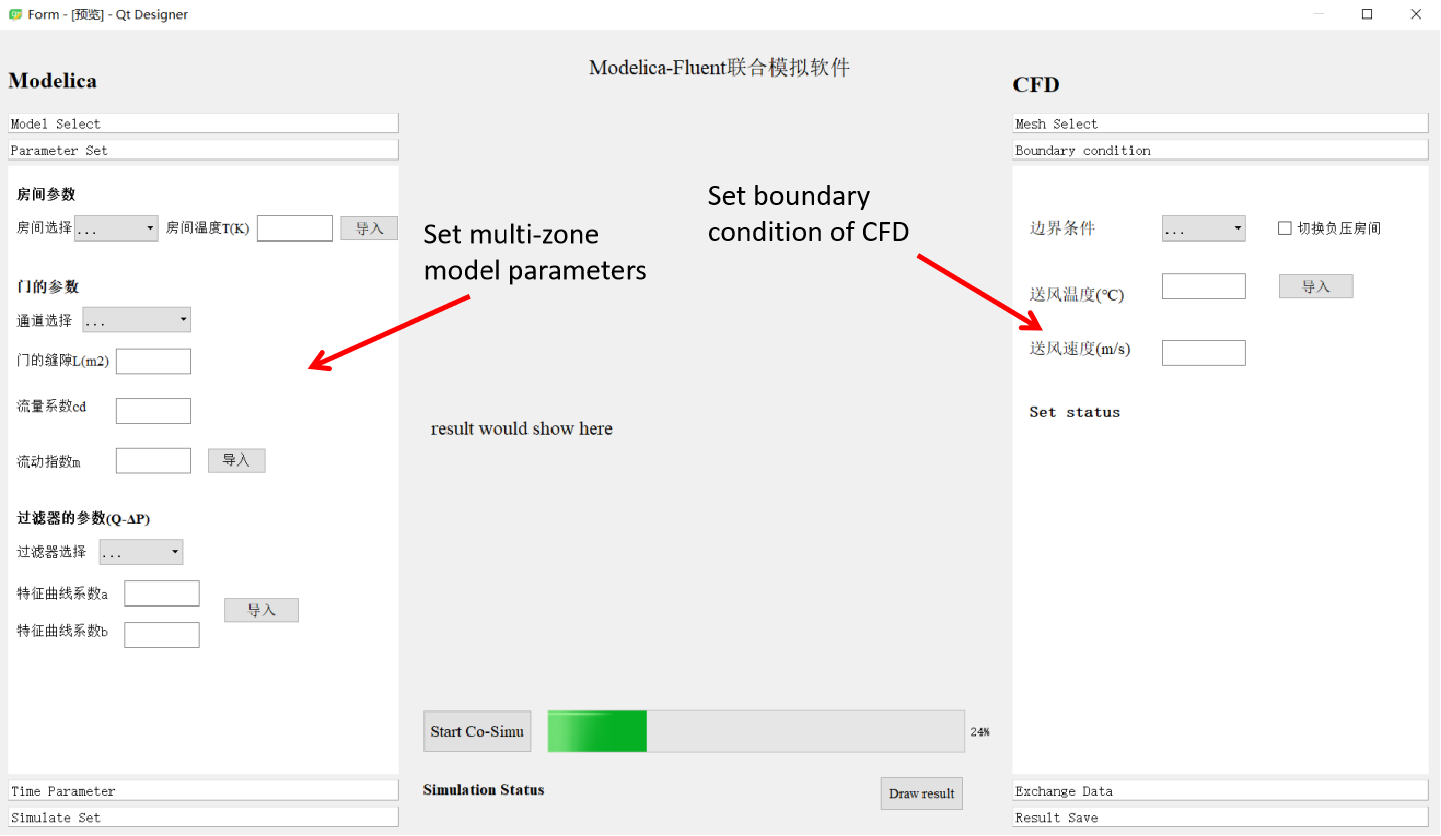 Form - [预览] - Qt Designer
Modelica-Fluent联合模拟软件
Modelica
Model Select
Parameter Set
房间参数
房间选择 ... 房间温度T(K) 导入
门的参数
通道选择 ...
门的缝隙L(m2)
流量系数cd
流动指数m 导入
过滤器的参数(Q-ΔP)
过滤器选择 ...
特征曲线系数a
导入
特征曲线系数b
Time Parameter
Simulate Set
Set multi-zone
model parameters
Set boundary
condition of CFD
result would show here
Start Co-Simu 24%
Simulation Status Draw result
CFD
Mesh Select
Boundary condition
边界条件 ... 切换负压房间
送风温度(℃) 导入
送风速度(m/s)
Set status
Exchange Data
Result Save